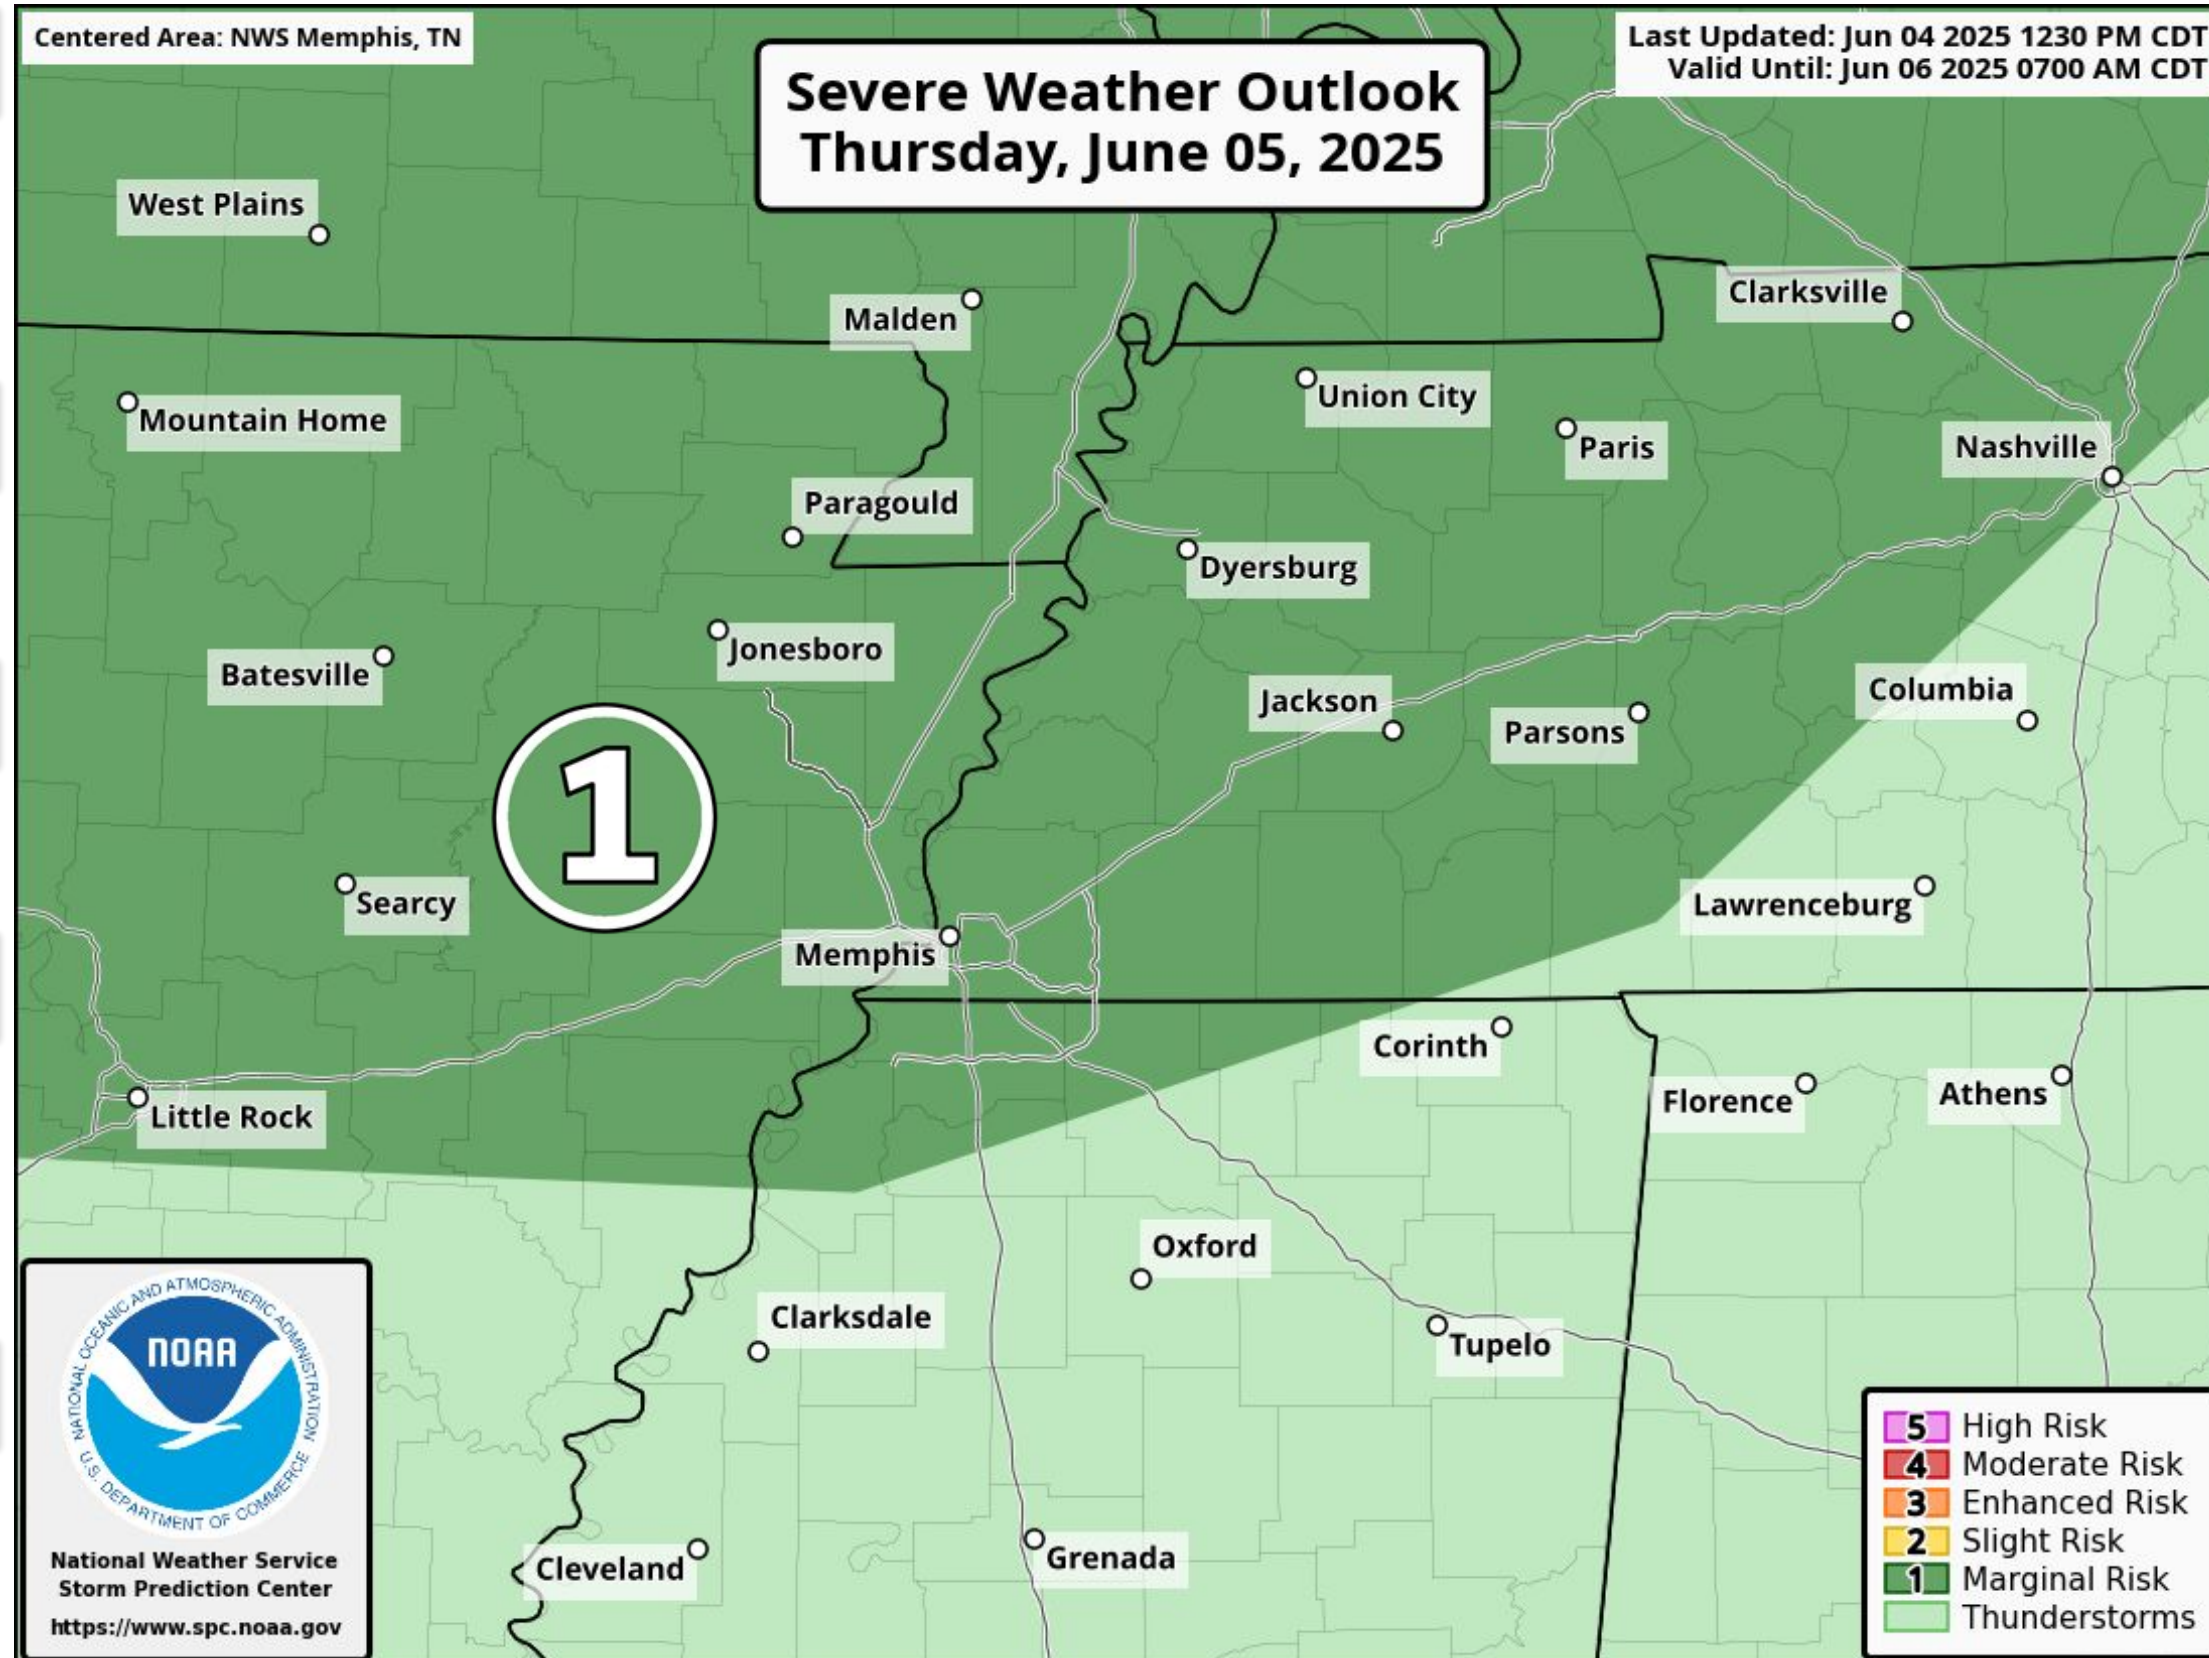 Centered Area: NWS Memphis, TN
Severe Weather Outlook
Thursday, June 05, 2025
Last Updated: Jun 04 2025 1230 PM CDT
Valid Until: Jun 06 2025 0700 AM CDT
West Plains
Malden
Clarksville
Mountain Home
Union City
Paris
Nashville
Paragould
Dyersburg
Jonesboro
Batesville
Jackson
Parsons
Columbia
1
Searcy
Lawrenceburg
Memphis
Corinth
Little Rock
Florence
Athens
Oxford
Clarksdale
Tupelo
Cleveland
Grenada
NATIONAL OCEANIC AND ATMOSPHERIC ADMINISTRATION
NOAA
U.S. DEPARTMENT OF COMMERCE
National Weather Service
Storm Prediction Center
https://www.spc.noaa.gov
5 High Risk
4 Moderate Risk
3 Enhanced Risk
2 Slight Risk
1 Marginal Risk
Thunderstorms